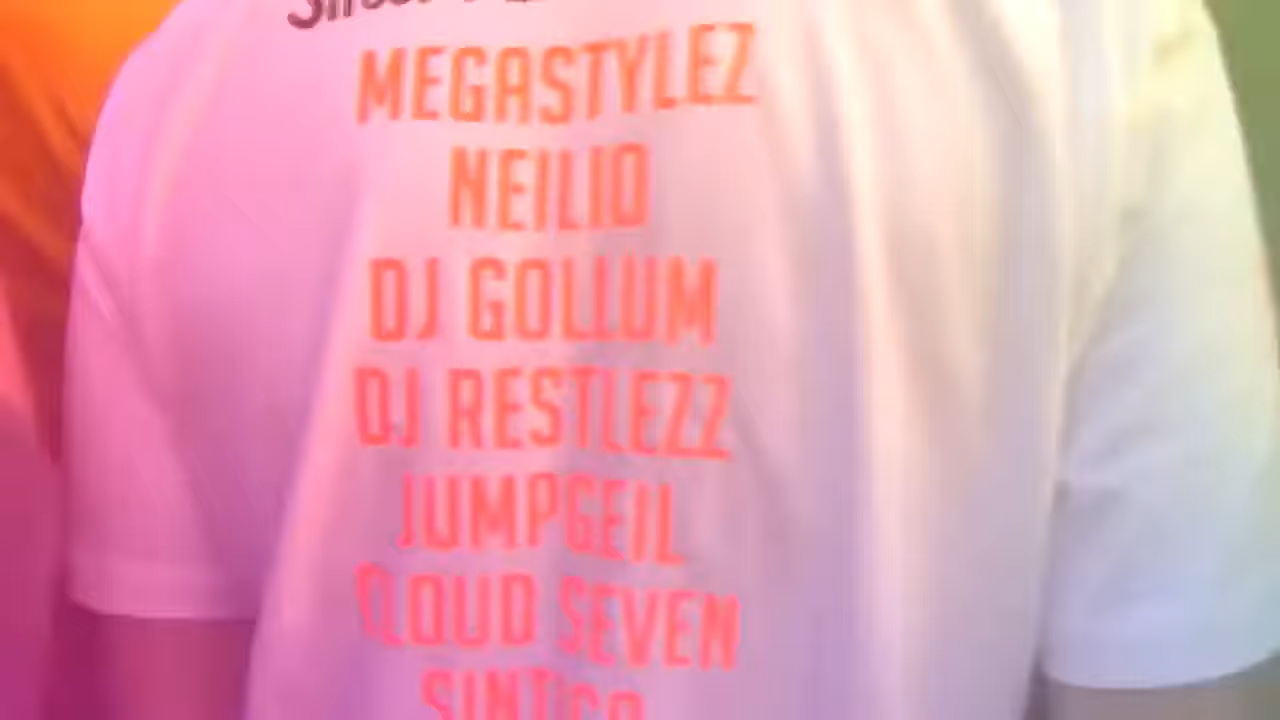 MEGASTYLEZ
NEILIO
DJ GOLLUM
DJ RESTLEZZ
JUMPGEIL
CLOUD SEVEN